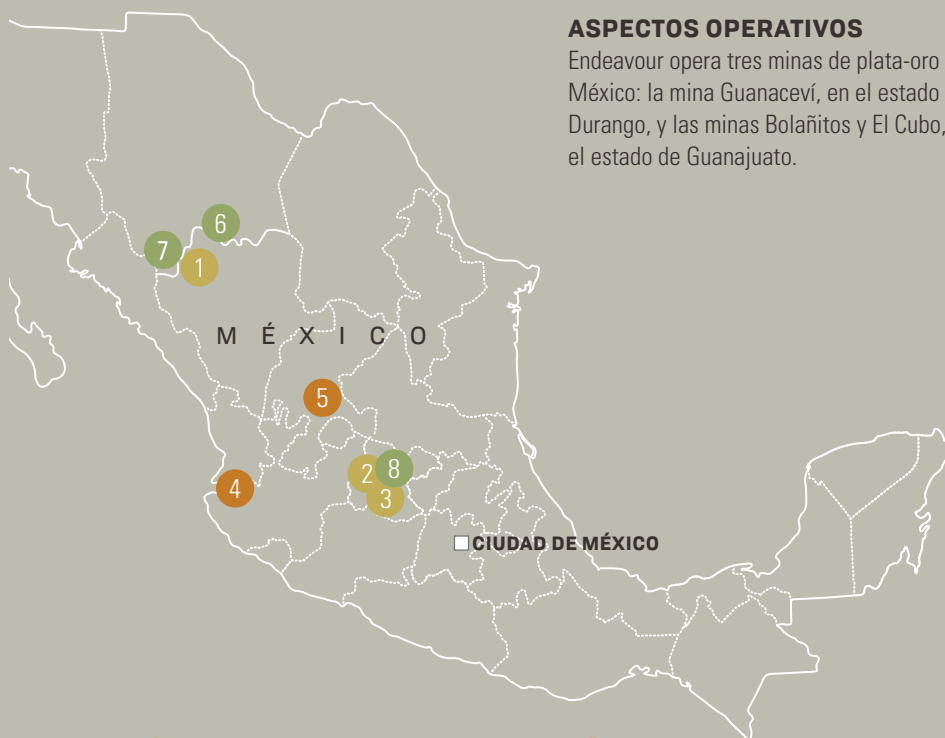 ASPECTOS OPERATIVOS
Endeavour opera tres minas de plata-oro
México: la mina Guanaceví, en el estado
Durango, y las minas Bolañitos y El Cubo,
el estado de Guanajuato.
6
7
1
MÉXICO
5
2
8
3
4
CIUDAD DE MÉXICO